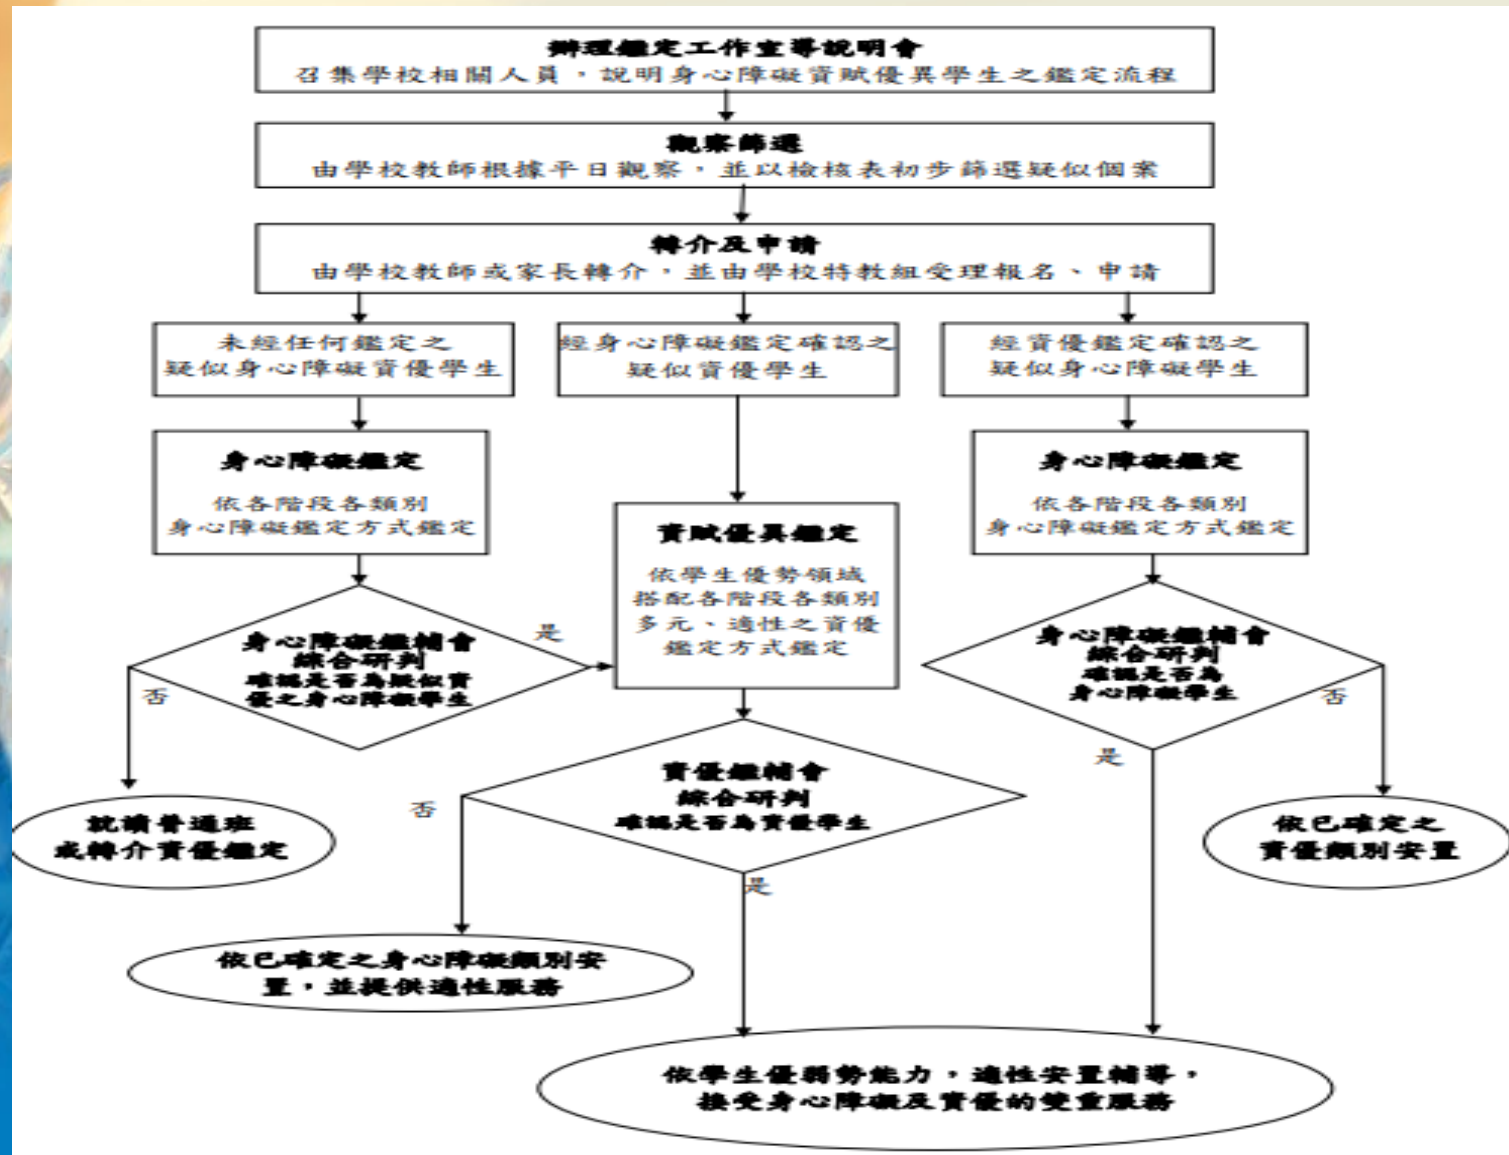 辦理鑑定工作宣導說明會
召集學校相關人員，說明身心障礙資賦優異學生之鑑定流程
觀察篩選
由學校教師根據平日觀察，並以檢核表初步篩選疑似個案
轉介及申請
由學校教師或家長轉介，並由學校特教組受理報名、申請
未經任何鑑定之
疑似身心障礙資優學生
經身心障礙鑑定確認之
疑似資優學生
經資優鑑定確認之
疑似身心障礙學生
身心障礙鑑定
依各階段各類別
身心障礙鑑定方式鑑定
資賦優異鑑定
依學生優勢領域
搭配各階段各類別
多元、適性之資優
鑑定方式鑑定
身心障礙鑑定
依各階段各類別
身心障礙鑑定方式鑑定
身心障礙鑑輔會
綜合研判
確認是否為疑似資
優之身心障礙學生
是
否
身心障礙鑑輔會
綜合研判
確認是否為
身心障礙學生
否
是
資優鑑輔會
綜合研判
確認是否為資優學生
否
是
就讀普通班
或轉介資優鑑定
依已確定之
資優類別安置
依已確定之身心障礙類別安
置，並提供適性服務
依學生優弱勢能力，適性安置輔導，
接受身心障礙及資優的雙重服務